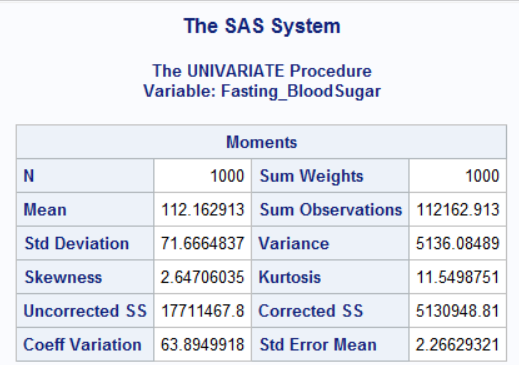 The SAS System
The UNIVARIATE Procedure
Variable: Fasting_BloodSugar
Moments
N 1000 Sum Weights 1000
Mean 112.162913 Sum Observations 112162.913
Std Deviation 71.6664837 Variance 5136.08489
Skewness 2.64706035 Kurtosis 11.5498751
Uncorrected SS 17711467.8 Corrected SS 5130948.81
Coeff Variation 63.8949918 Std Error Mean 2.26629321